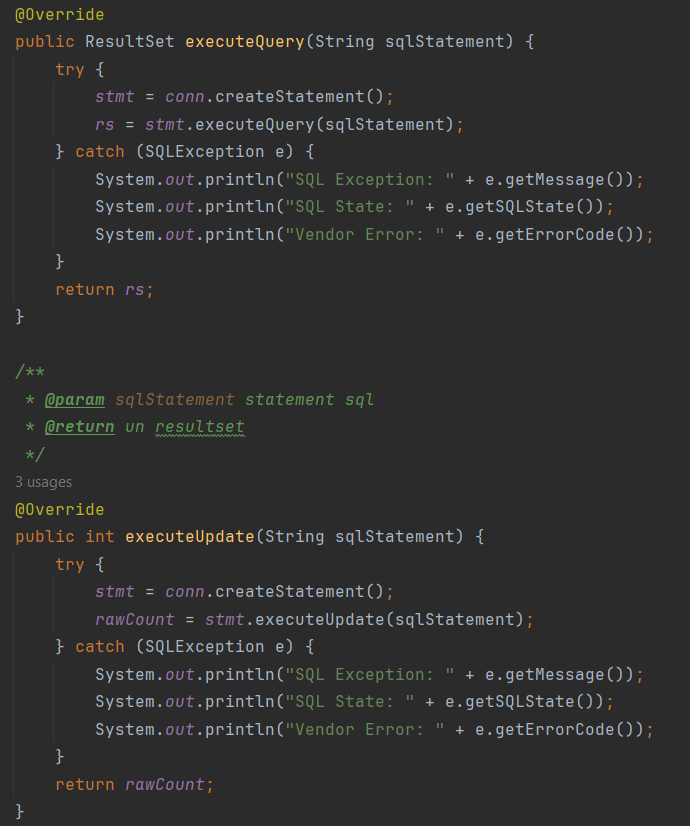 @Override
public ResultSet executeQuery(String sqlStatement) {
    try {
        stmt = conn.createStatement();
        rs = stmt.executeQuery(sqlStatement);
    } catch (SQLException e) {
        System.out.println("SQL Exception: " + e.getMessage());
        System.out.println("SQL State: " + e.getSQLState());
        System.out.println("Vendor Error: " + e.getErrorCode());
    }
    return rs;
}
/**
 * @param sqlStatement statement sql
 * @return un resultset
 */
3 usages
@Override
public int executeUpdate(String sqlStatement) {
    try {
        stmt = conn.createStatement();
        rawCount = stmt.executeUpdate(sqlStatement);
    } catch (SQLException e) {
        System.out.println("SQL Exception: " + e.getMessage());
        System.out.println("SQL State: " + e.getSQLState());
        System.out.println("Vendor Error: " + e.getErrorCode());
    }
    return rawCount;
}